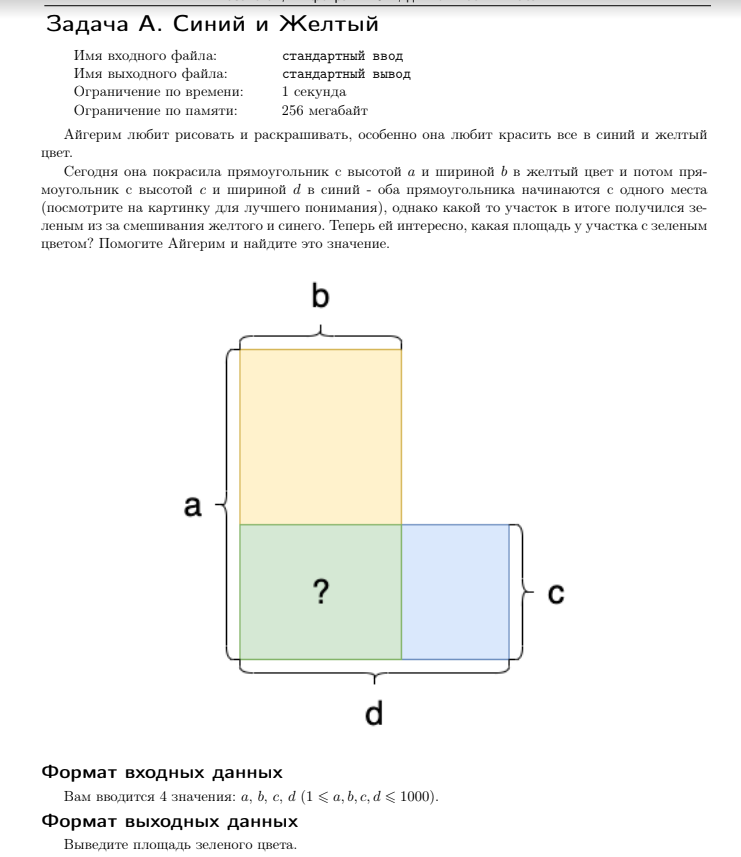 Задача А. Синий и Желтый
Имя входного файла: стандартный ввод
Имя выходного файла: стандартный вывод
Ограничение по времени: 1 секунда
Ограничение по памяти: 256 мегабайт
Айгерим любит рисовать и раскрашивать, особенно она любит красить все в синий и желтый
цвет.
Сегодня она покрасила прямоугольник с высотой a и шириной b в желтый цвет и потом пря-
моугольник с высотой c и шириной d в синий - оба прямоугольника начинаются с одного места
(посмотрите на картинку для лучшего понимания), однако какой то участок в итоге получился зе-
леным из за смешивания желтого и синего. Теперь ей интересно, какая площадь у участка с зеленым
цветом? Помогите Айгерим и найдите это значение.
b
a
?
c
d
Формат входных данных
Вам вводится 4 значения: a, b, c, d (1 ⩽ a, b, c, d ⩽ 1000).
Формат выходных данных
Выведите площадь зеленого цвета.